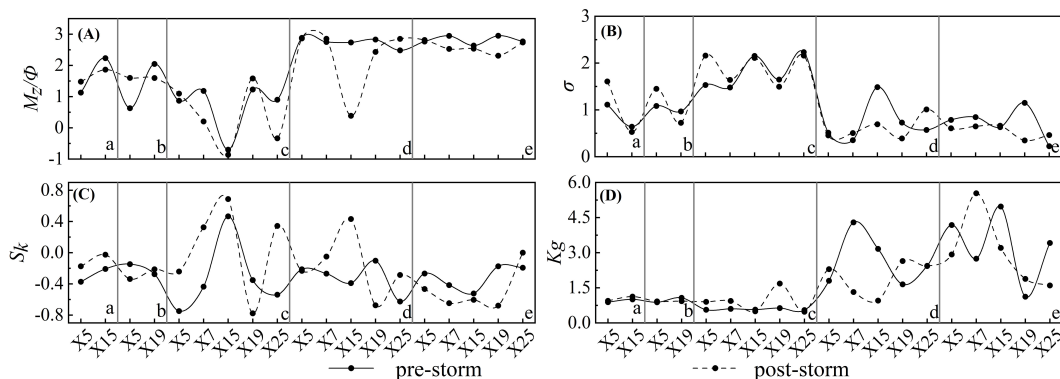 (A)
M_z/Φ
3
2
1
0
-1
a b c d e
(B)
σ
3
2
1
0
a b c d e
(C)
S_k
0.8
0.4
0.0
-0.4
-0.8
a b c d e
X5 X15 X5 X19 X5 X7 X15 X19 X25 X5 X7 X15 X19 X25 X5 X7 X15 X19 X25
(D)
Kg
6.0
4.5
3.0
1.5
0.0
a b c d e
X5 X15 X5 X19 X5 X7 X15 X19 X25 X5 X7 X15 X19 X25 X5 X7 X15 X19 X25
pre-storm post-storm